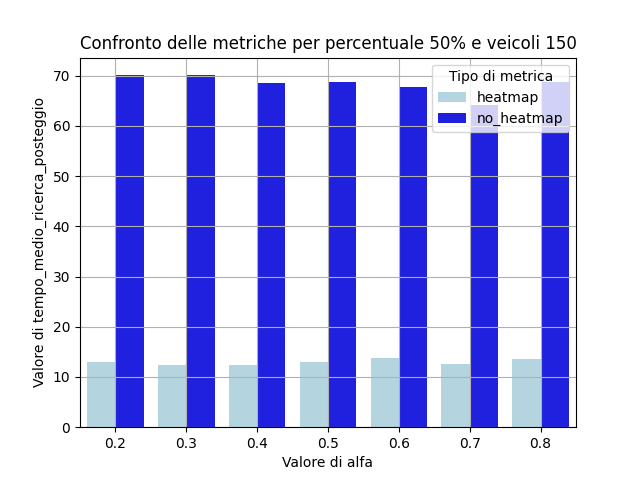 Confronto delle metriche per percentuale 50% e veicoli 150
Tipo di metrica
heatmap
no_heatmap
Valore di tempo_medio_ricerca_posteggio
70
60
50
40
30
20
10
0
0.2 0.3 0.4 0.5 0.6 0.7 0.8
Valore di alfa